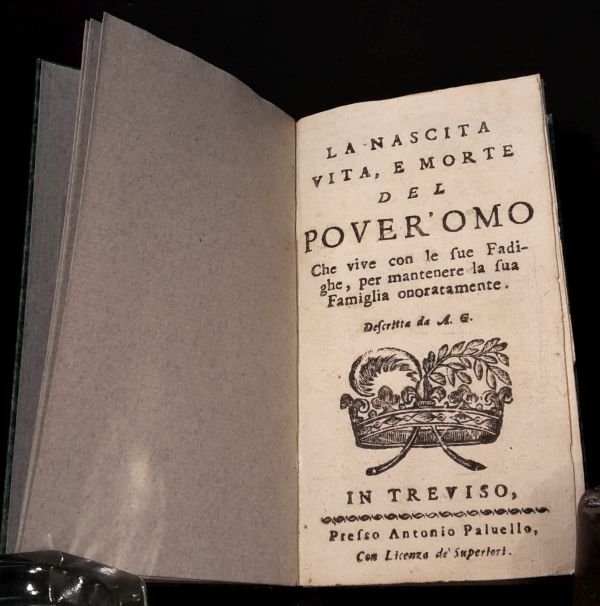 LA NASCITA
VITA, E MORTE
DEL
POVER'OMO
Che vive con le ſue Fadi-
ghe, per mantenere la ſua
Famiglia onoratamente.
Deſcritta da A. G.
IN TREVISO,
Preſſo Antonio Paluello,
Con Licenza de' Superiori.